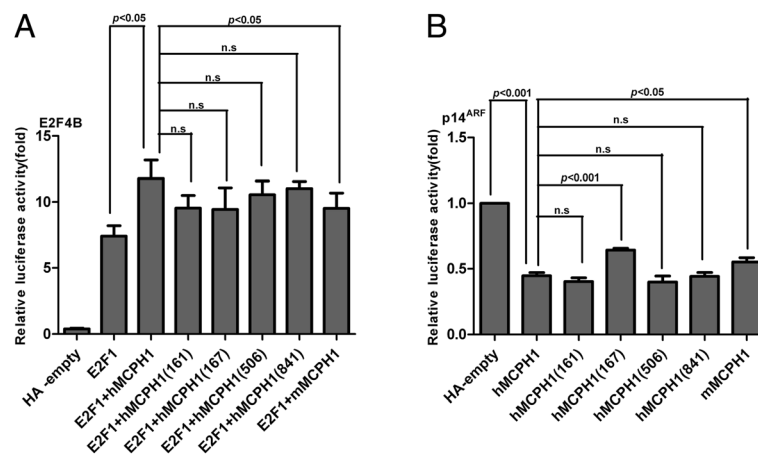 A
p<0.05
p<0.05
n.s
n.s
n.s
n.s
E2F4B
Relative luciferase activity(fold)
15
10
5
0
HA -empty
E2F1
E2F1+hMCPH1
E2F1+hMCPH1(161)
E2F1+hMCPH1(167)
E2F1+hMCPH1(506)
E2F1+hMCPH1(841)
E2F1+mMCPH1
B
p<0.001
p<0.05
n.s
n.s
p<0.001
n.s
p14ARF
Relative luciferase activity(fold)
1.5
1.0
0.5
0.0
HA-empty
hMCPH1
hMCPH1(161)
hMCPH1(167)
hMCPH1(506)
hMCPH1(841)
mMCPH1